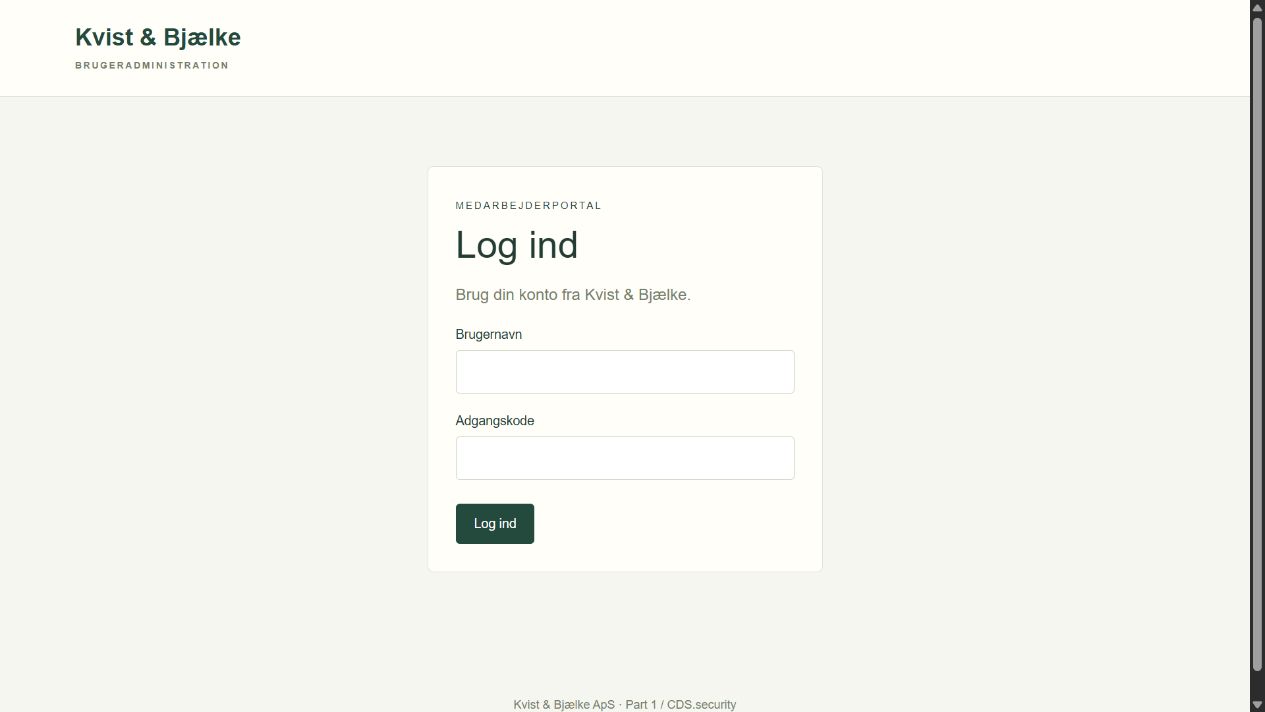 Kvist & Bjælke
BRUGERADMINISTRATION
MEDARBEJDERPORTAL
Log ind
Brug din konto fra Kvist & Bjælke.
Brugernavn
Adgangskode
Log ind
Kvist & Bjælke ApS · Part 1 / CDS.security